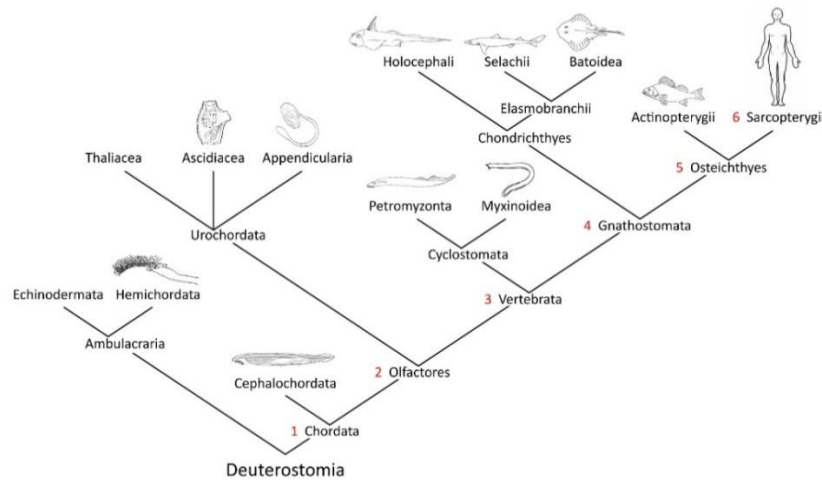 Holocephali Selachii Batoidea
Elasmobranchii
Actinopterygii 6 Sarcopterygii
Chondrichthyes
Thaliacea Ascidiacea Appendicularia
5 Osteichthyes
Petromyzonta Myxinoidea
4 Gnathostomata
Urochordata
Cyclostomata
Echinodermata Hemichordata
3 Vertebrata
Ambulacraria
2 Olfactores
Cephalochordata
1 Chordata
Deuterostomia